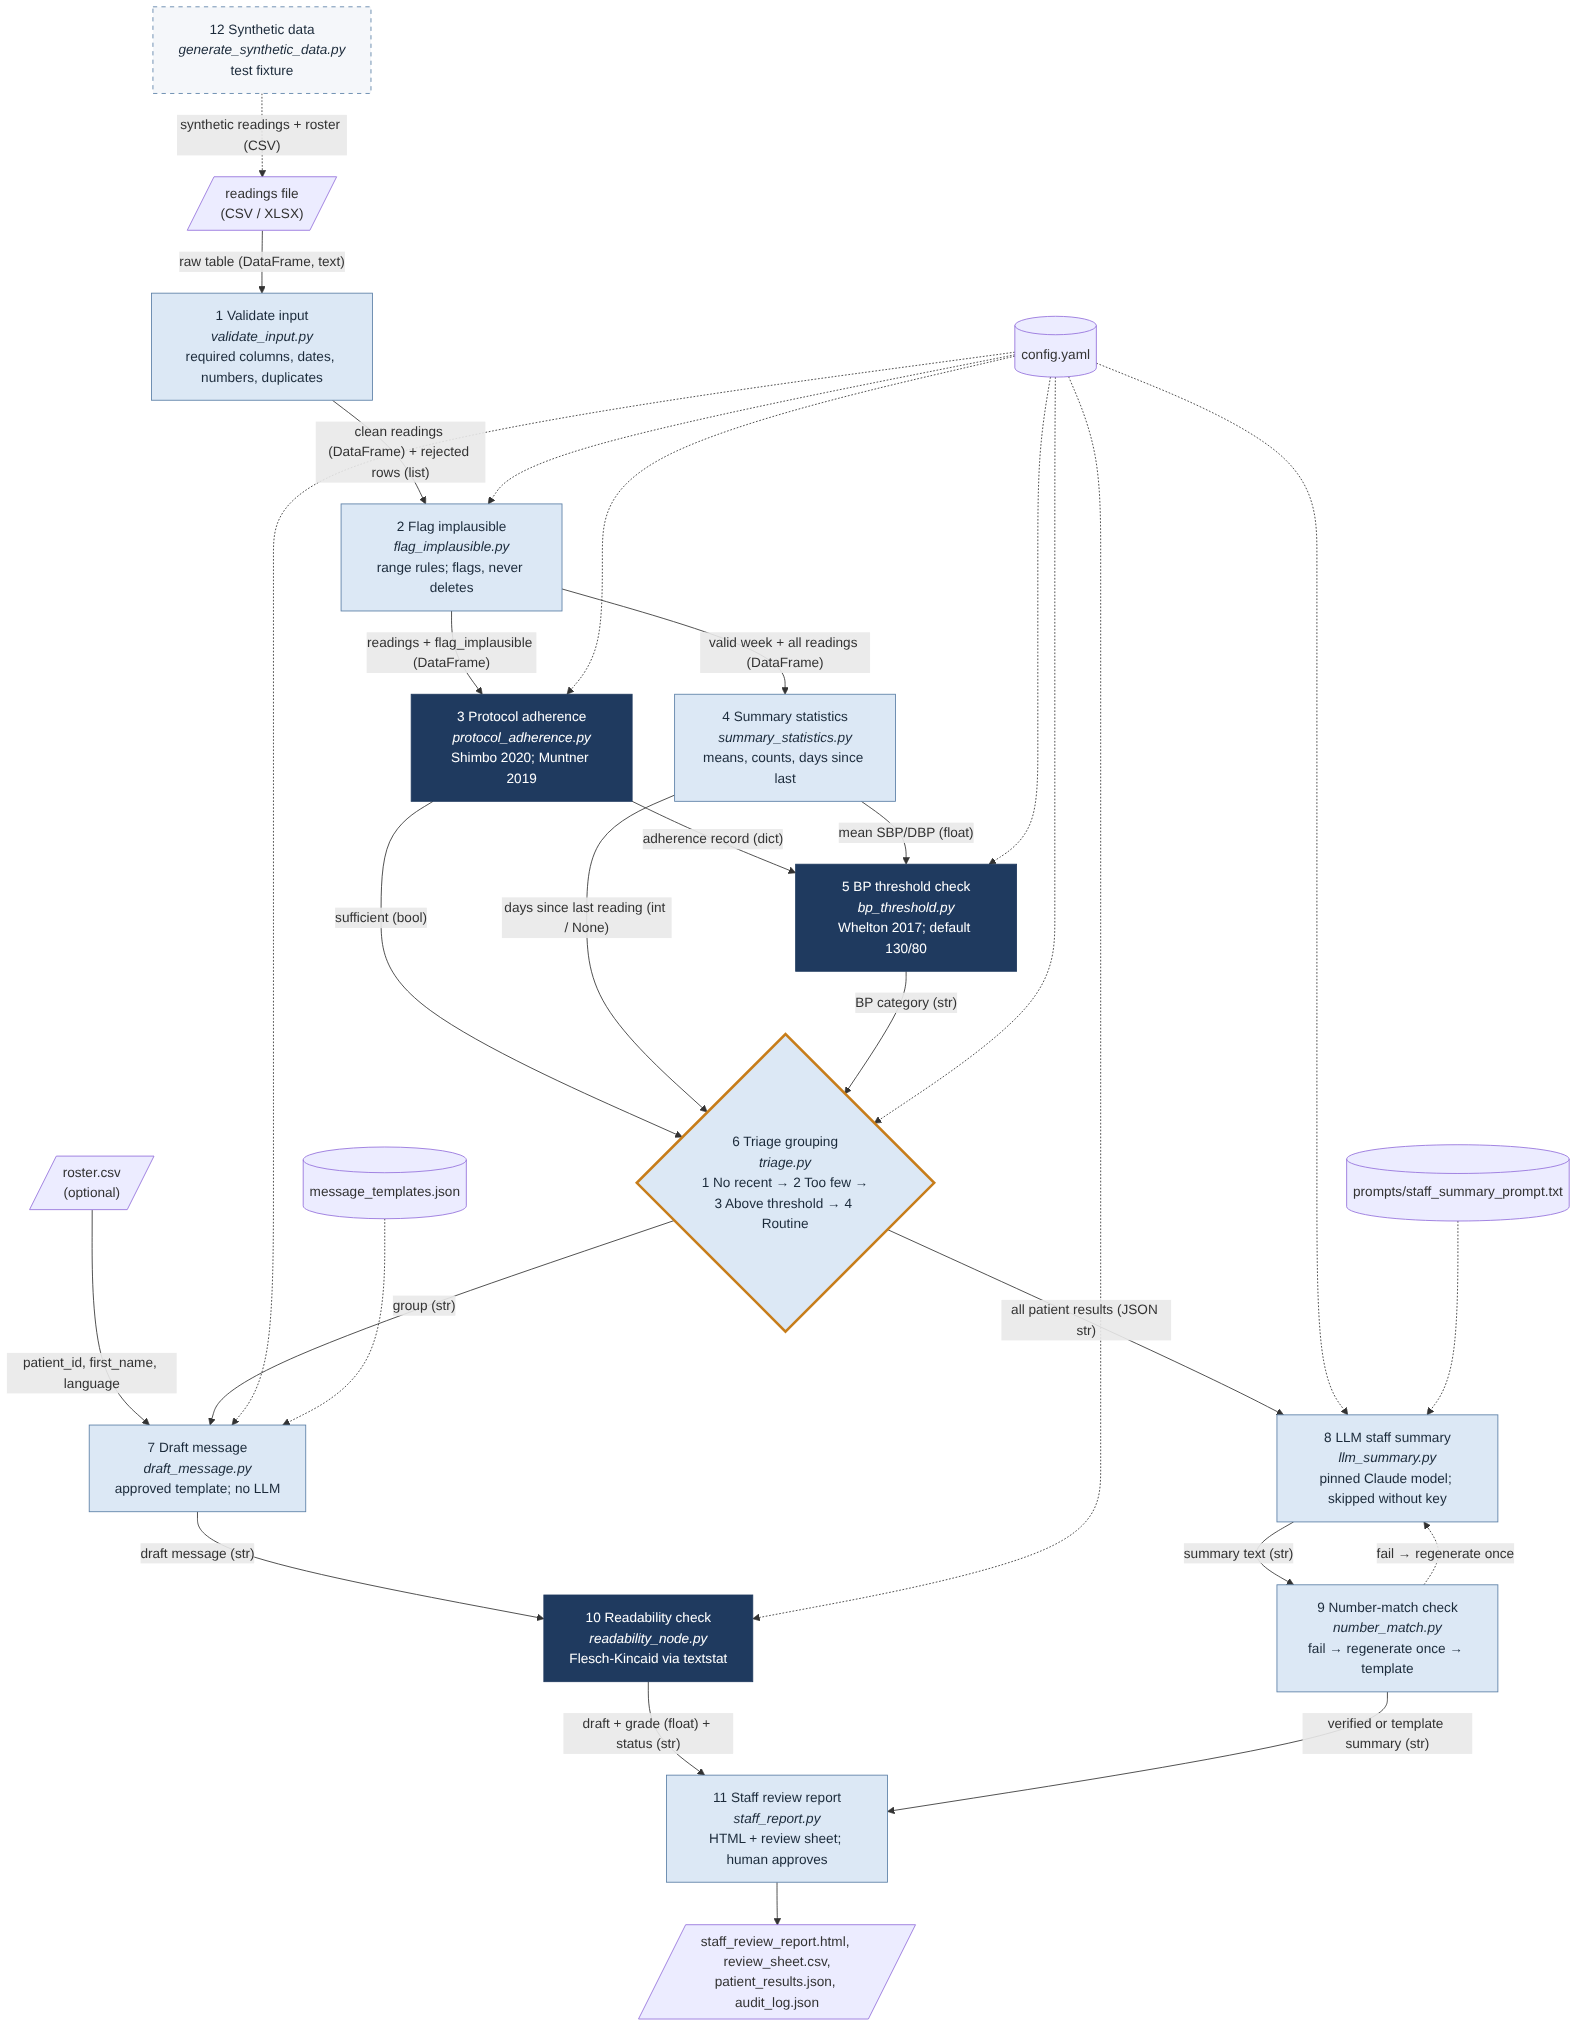 12 Synthetic data
generate_synthetic_data.py
test fixture
synthetic readings + roster
(CSV)
readings file
(CSV / XLSX)
raw table (DataFrame, text)
1 Validate input
validate_input.py
required columns, dates,
numbers, duplicates
config.yaml
clean readings
(DataFrame) + rejected
rows (list)
2 Flag implausible
flag_implausible.py
range rules; flags, never
deletes
readings + flag_implausible
(DataFrame)
valid week + all readings
(DataFrame)
3 Protocol adherence
protocol_adherence.py
Shimbo 2020; Muntner
2019
4 Summary statistics
summary_statistics.py
means, counts, days since
last
adherence record (dict)
mean SBP/DBP (float)
5 BP threshold check
bp_threshold.py
Whelton 2017; default
130/80
sufficient (bool)
days since last reading (int
/ None)
BP category (str)
6 Triage grouping
triage.py
1 No recent → 2 Too few →
3 Above threshold → 4
Routine
roster.csv
(optional)
message_templates.json
prompts/staff_summary_prompt.txt
group (str)
all patient results (JSON
str)
patient_id, first_name,
language
7 Draft message
draft_message.py
approved template; no LLM
8 LLM staff summary
llm_summary.py
pinned Claude model;
skipped without key
draft message (str)
summary text (str)
fail → regenerate once
10 Readability check
readability_node.py
Flesch-Kincaid via textstat
9 Number-match check
number_match.py
fail → regenerate once →
template
draft + grade (float) +
status (str)
verified or template
summary (str)
11 Staff review report
staff_report.py
HTML + review sheet;
human approves
staff_review_report.html,
review_sheet.csv,
patient_results.json,
audit_log.json